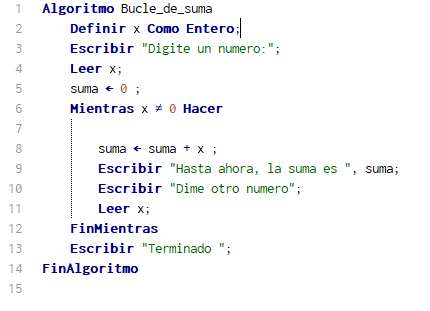 1 Algoritmo Bucle_de_suma
2 Definir x Como Entero;
3 Escribir "Digite un numero:";
4 Leer x;
5 suma ← 0 ;
6 Mientras x ≠ 0 Hacer
7
8 suma ← suma + x ;
9 Escribir "Hasta ahora, la suma es ", suma;
10 Escribir "Dime otro numero";
11 Leer x;
12 FinMientras
13 Escribir "Terminado ";
14 FinAlgoritmo
15